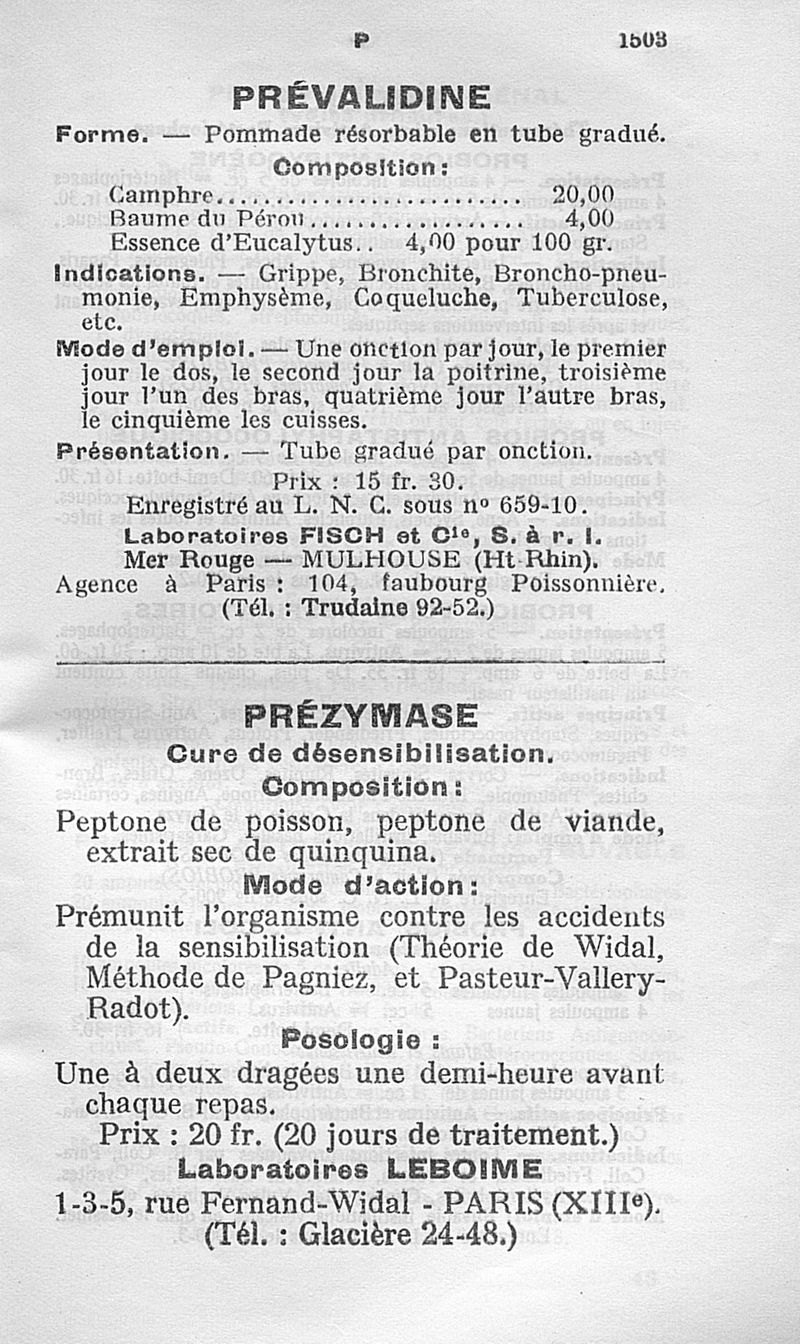 P 1503
PRÉVALIDINE
Forme. — Pommade résorbable en tube gradué.
Composition :
Camphre........................ 20,00
Baume du Pérou.................. 4,00
Essence d'Eucalytus... 4,00 pour 100 gr.
Indications. — Grippe, Bronchite, Broncho-pneu-
monie, Emphysème, Coqueluche, Tuberculose,
etc.
Mode d'emploi. — Une onction par jour, le premier
jour le dos, le second jour la poitrine, troisième
jour l'un des bras, quatrième jour l'autre bras,
le cinquième les cuisses.
Présentation. — Tube gradué par onction.
Prix : 15 fr. 30.
Enregistré au L. N. C. sous nº 659-10.
Laboratoires FISCH et Cie, S. à r. l.
Mer Rouge — MULHOUSE (Ht-Rhin).
Agence à Paris : 104, faubourg Poissonnière.
(Tél. : Trudaine 92-52.)
PRÉZYMASE
Cure de désensibilisation.
Composition :
Peptone de poisson, peptone de viande,
extrait sec de quinquina.
Mode d'action :
Prémunit l'organisme contre les accidents
de la sensibilisation (Théorie de Widal,
Méthode de Pagniez, et Pasteur-Vallery-
Radot).
Posologie :
Une à deux dragées une demi-heure avant
chaque repas.
Prix : 20 fr. (20 jours de traitement.)
Laboratoires LEBOIME
1-3-5, rue Fernand-Widal - PARIS (XIIIe).
(Tél. : Glacière 24-48.)